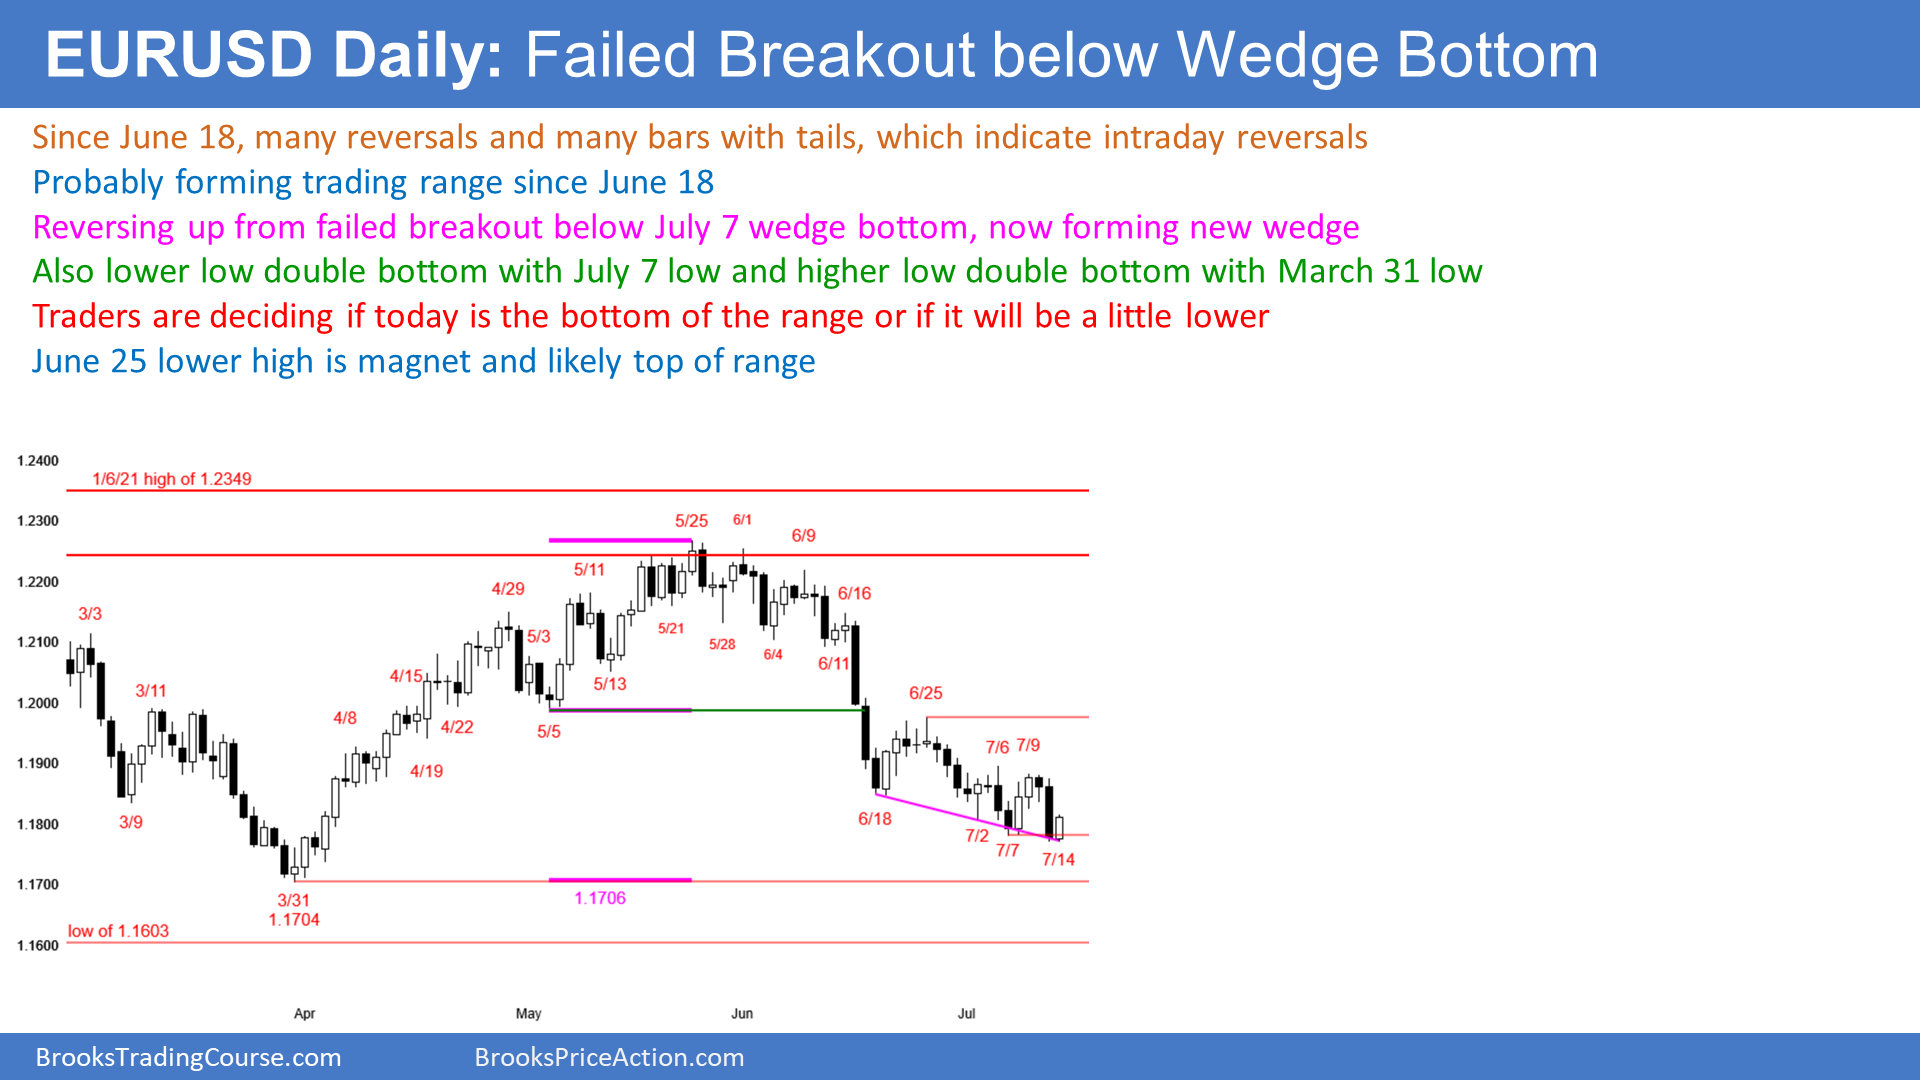 EURUSD Daily: Failed Breakout below Wedge Bottom
Since June 18, many reversals and many bars with tails, which indicate intraday reversals
Probably forming trading range since June 18
Reversing up from failed breakout below July 7 wedge bottom, now forming new wedge
Also lower low double bottom with July 7 low and higher low double bottom with March 31 low
Traders are deciding if today is the bottom of the range or if it will be a little lower
June 25 lower high is magnet and likely top of range
1.2400
1/6/21 high of 1.2349
1.2300
5/25
6/1
6/9
5/11
1.2200
4/29
6/16
3/3
5/21
1.2100
5/3
5/28
6/4
6/11
4/15
5/13
3/11
6/25
1.2000
4/8
4/22
5/5
7/6
7/9
1.1900
4/19
3/9
6/18
1.1800
7/2
7/7
7/14
1.1700
3/31
1.1704
1.1706
low of 1.1603
1.1600
Apr
May
Jun
Jul
BrooksTradingCourse.com
BrooksPriceAction.com